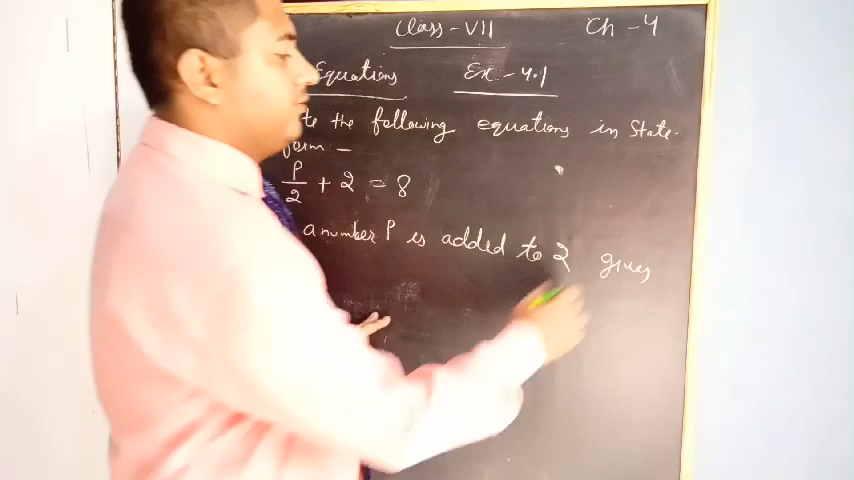 Class - VII
Ch - 4
Equations
Ex:- 4.1
te the following equations in State-
form -
P/2 + 2 = 8
a number P is added to 2 gives